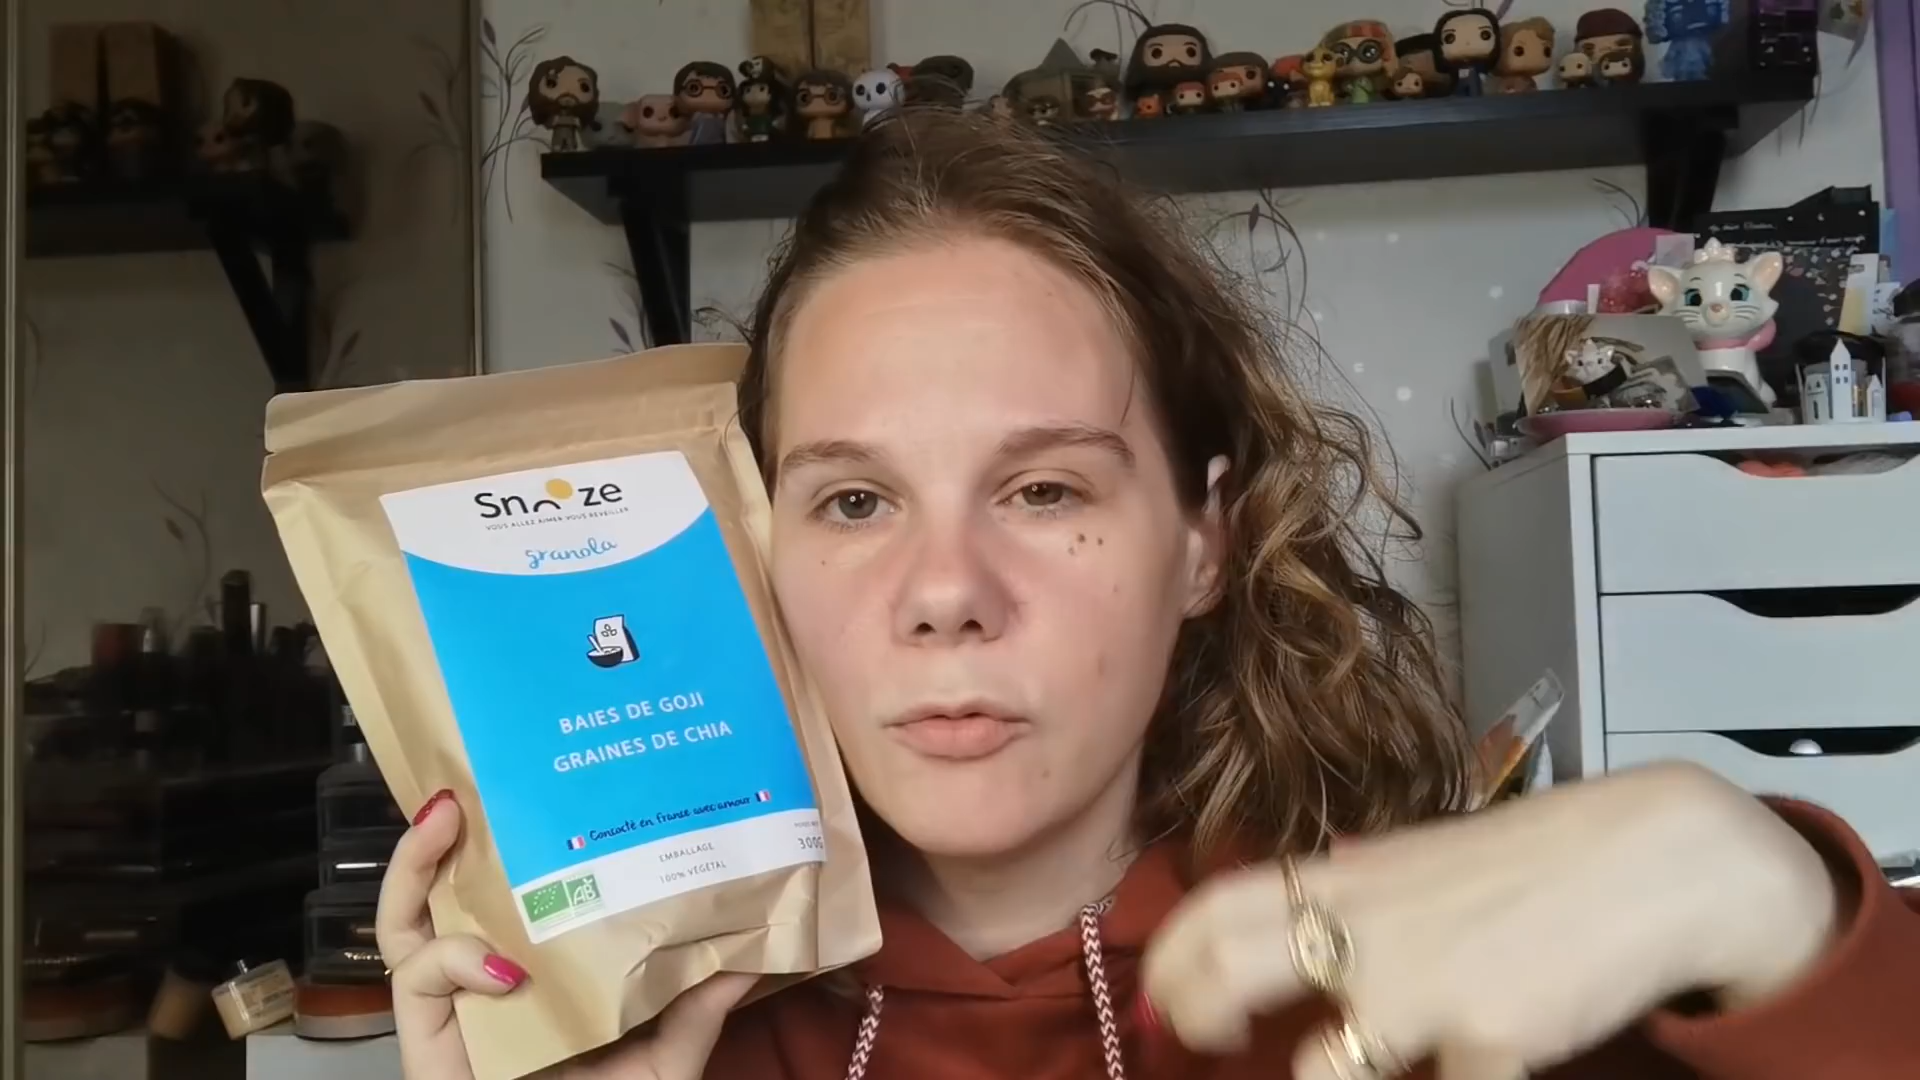 Snooze
VOUS ALLEZ AIMER VOUS RÉVEILLER
granola
BAIES DE GOJI
GRAINES DE CHIA
Concocté en france avec amour
EMBALLAGE
100% VÉGÉTAL
300G
AB